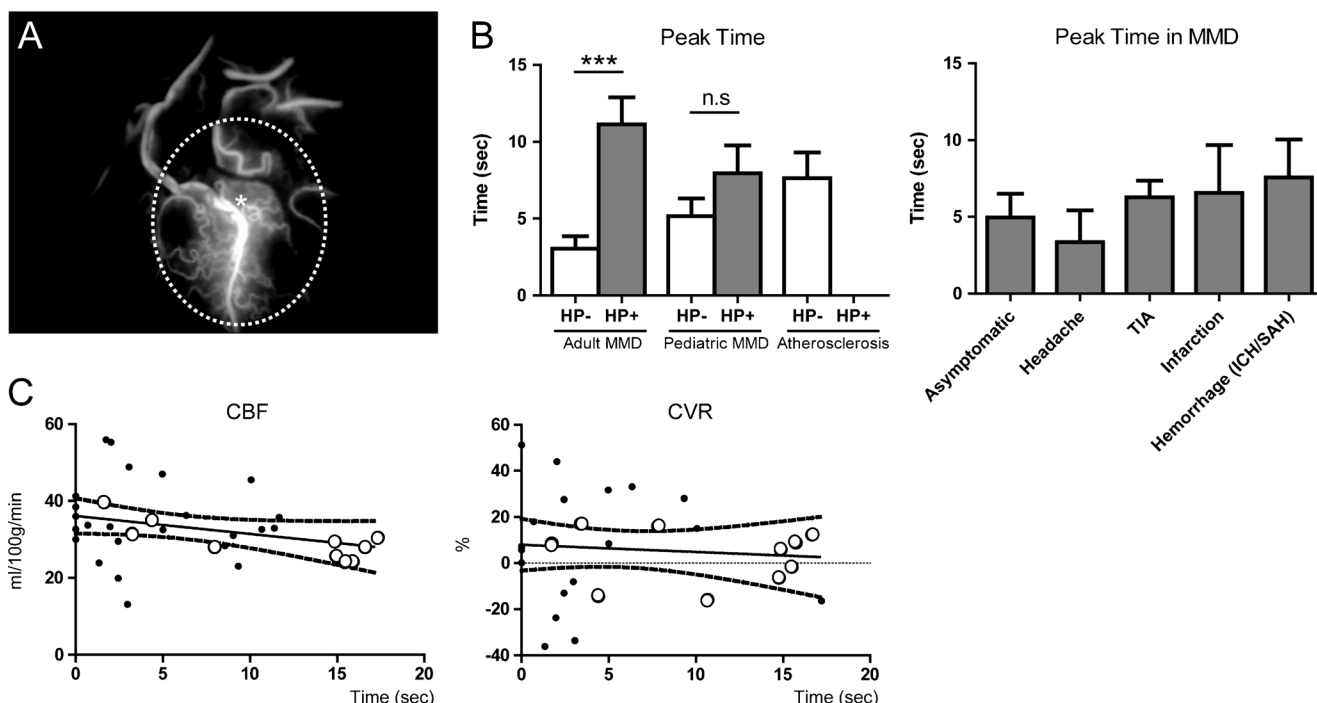 A
*
B
Peak Time
15
10
5
0
Time (sec)
***
n.s
HP- HP+ HP- HP+ HP- HP+
Adult MMD Pediatric MMD Atherosclerosis
Peak Time in MMD
15
10
5
0
Time (sec)
Asymptomatic
Headache
TIA
Infarction
Hemorrhage (ICH/SAH)
C
CBF
60
40
20
0
ml/100g/min
0 5 10 15 20
Time (sec)
CVR
60
40
20
0
-20
-40
%
0 5 10 15 20
Time (sec)